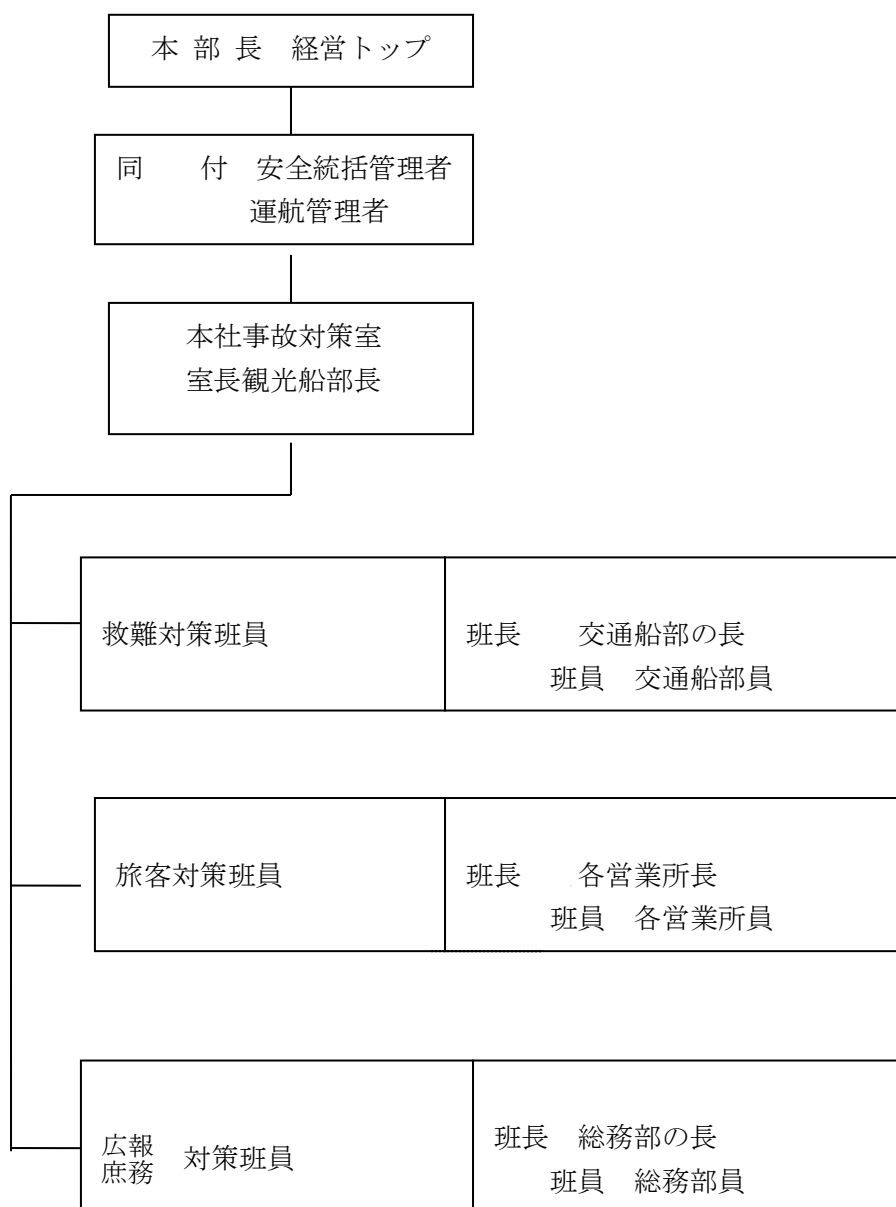 本 部 長　経営トップ
同　　付　安全統括管理者
運航管理者
本社事故対策室
室長観光船部長
救難対策班員
班長　　交通船部の長
班員　交通船部員
旅客対策班員
班長　　各営業所長
班員　各営業所員
広報
庶務　対策班員
班長　総務部の長
班員　総務部員